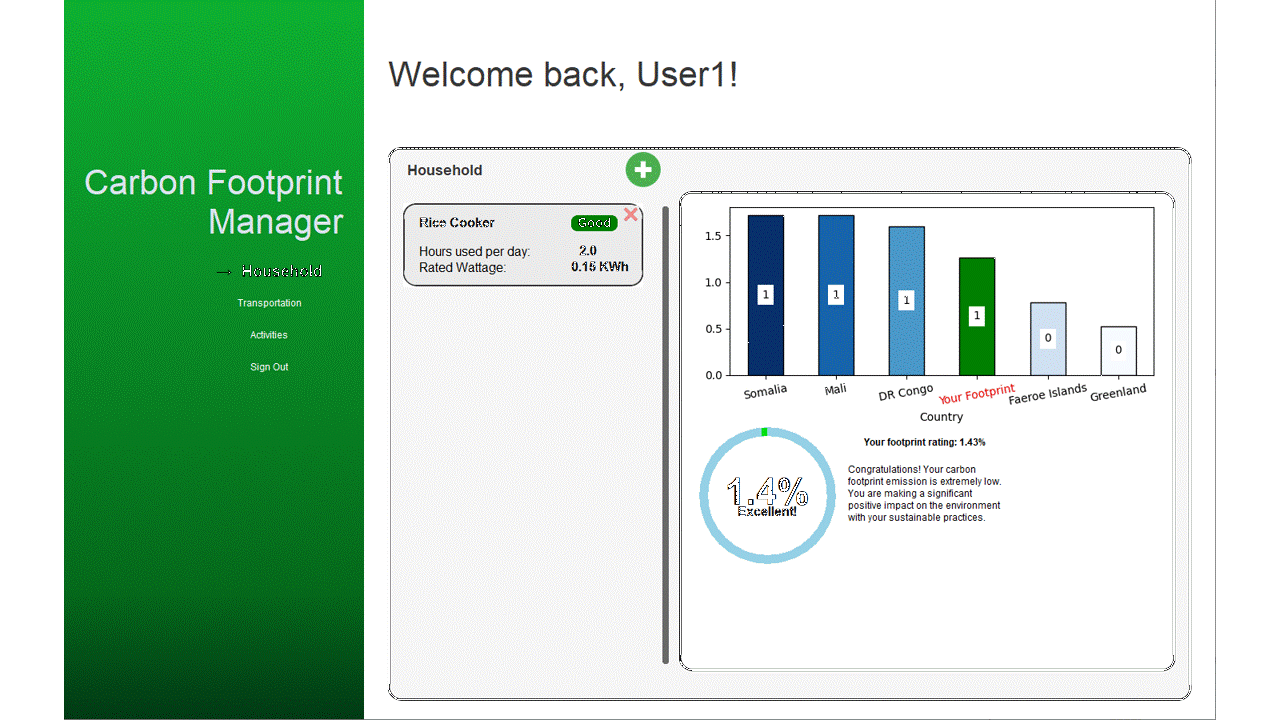 Welcome back, User1!
Carbon Footprint
Manager
→ Household
Transportation
Activities
Sign Out
Household
Rice Cooker Good
Hours used per day: 2.0
Rated Wattage: 0.15 KWh
1.5
1.0
0.5
0.0
1 1 1 1 0 0
Somalia Mali DR Congo Your Footprint Faeroe Islands Greenland
Country
1.4%
Excellent!
Your footprint rating: 1.43%
Congratulations! Your carbon
footprint emission is extremely low.
You are making a significant
positive impact on the environment
with your sustainable practices.